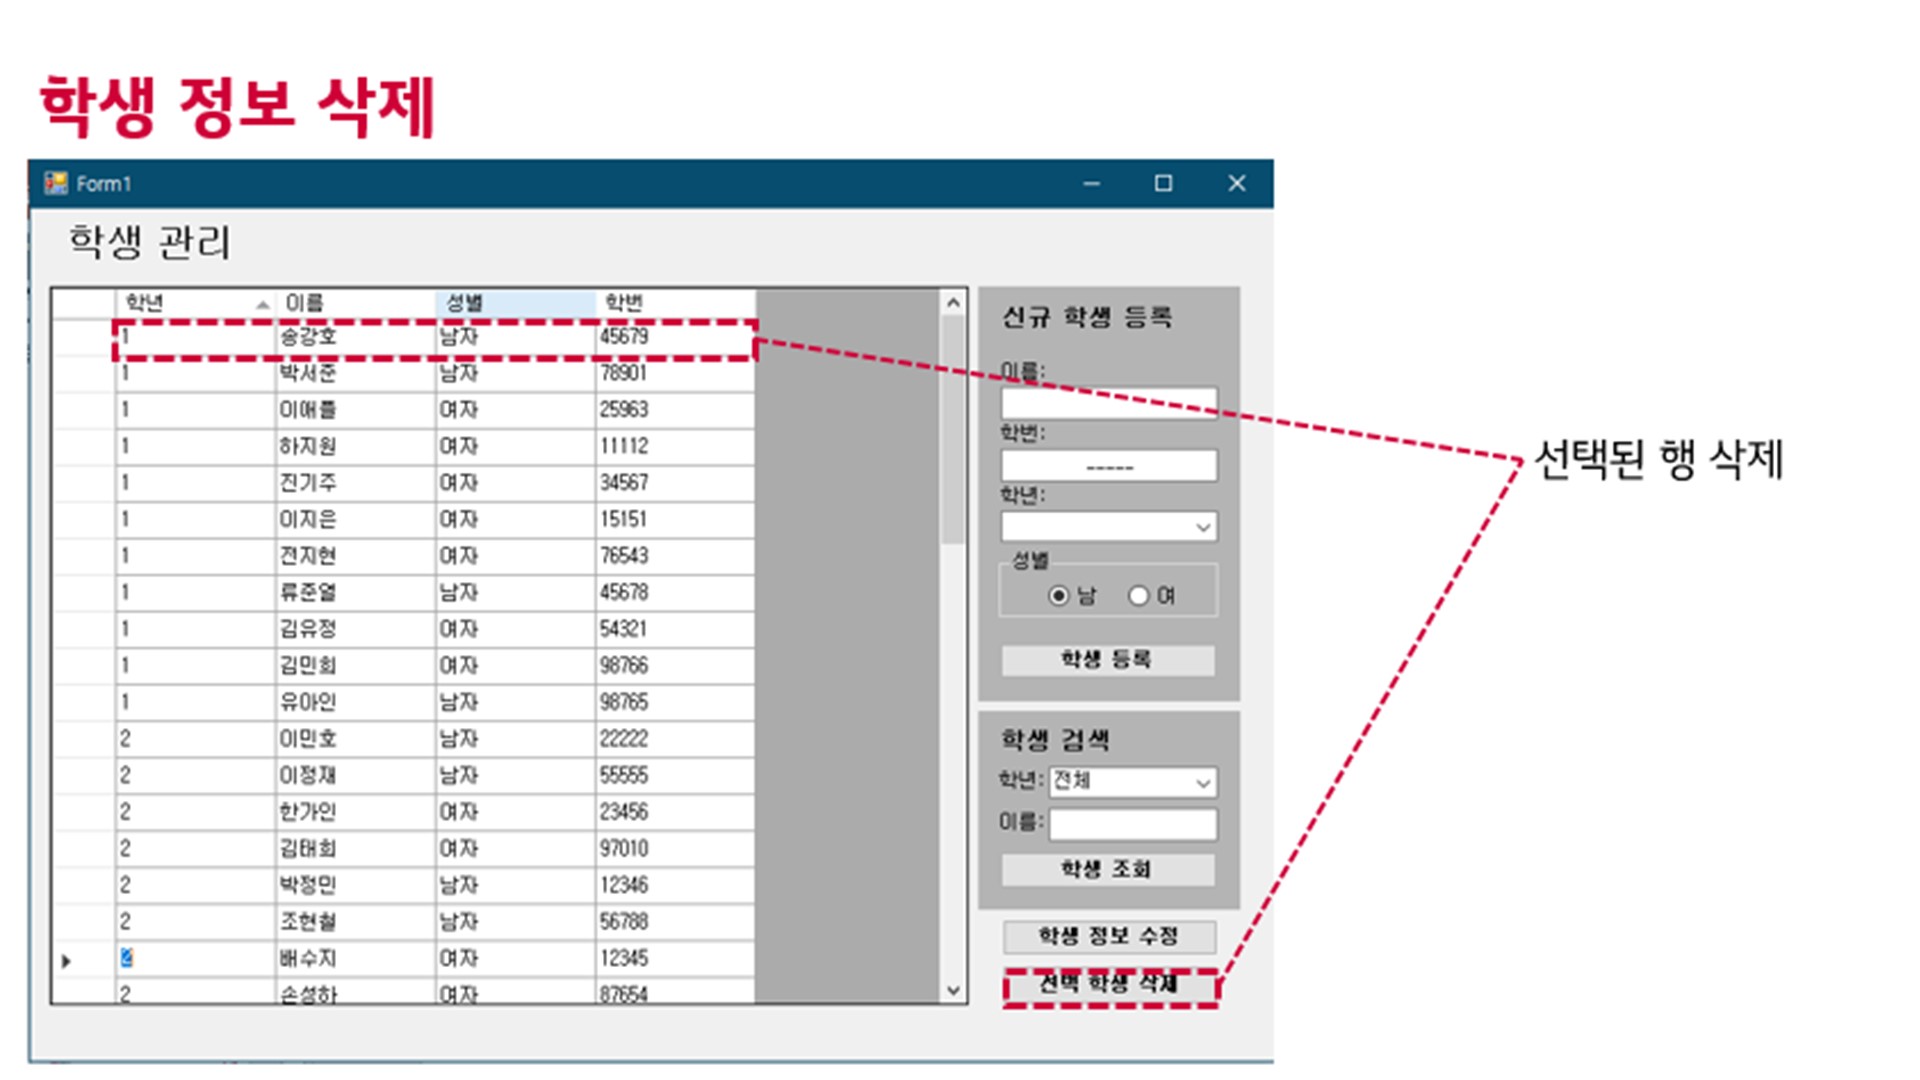 학생 정보 삭제
Form1
학생 관리
학년 이름 성별 학번
1 송강호 남자 45679
1 박서준 남자 78901
1 이애플 여자 25963
1 하지원 여자 11112
1 진기주 여자 34567
1 이지은 여자 15151
1 전지현 여자 76543
1 류준열 남자 45678
1 김유정 여자 54321
1 김민희 여자 98766
1 유아인 남자 98765
2 이민호 남자 22222
2 이정재 남자 55555
2 한가인 여자 23456
2 김태희 여자 97010
2 박정민 남자 12346
2 조현철 남자 56788
2 배수지 여자 12345
2 손성하 여자 87654
신규 학생 등록
이름:
학번:
-----
학년:
성별
남 여
학생 등록
학생 검색
학년: 전체
이름:
학생 조회
학생 정보 수정
선택 학생 삭제
선택된 행 삭제